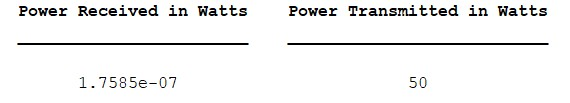 Power Received in Watts Power Transmitted in Watts
1.7585e-07 50